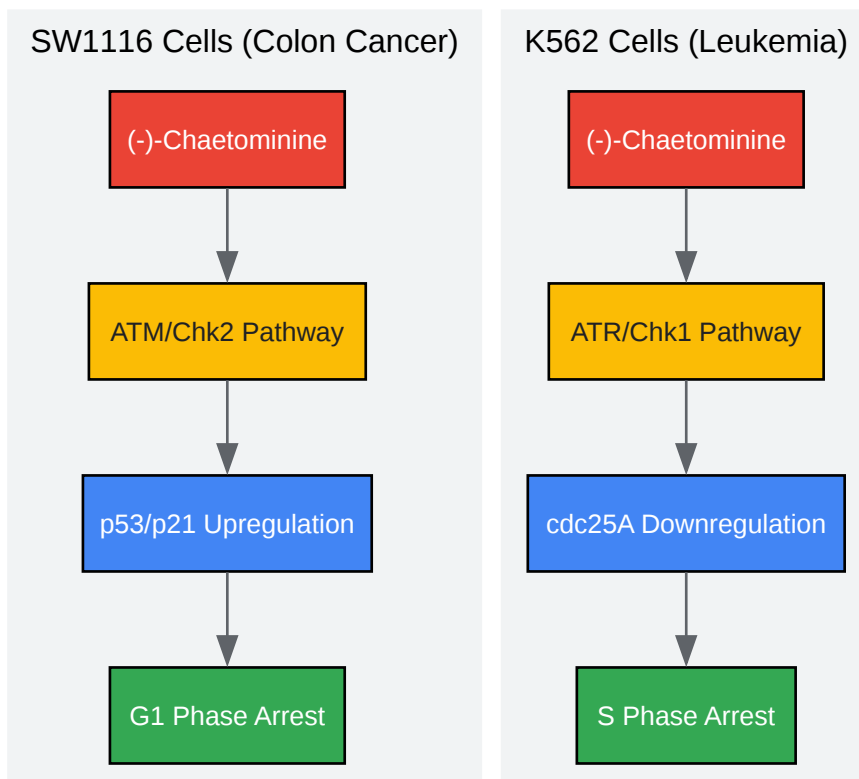 SW1116 Cells (Colon Cancer)
(-)-Chaetominine
ATM/Chk2 Pathway
p53/p21 Upregulation
G1 Phase Arrest
K562 Cells (Leukemia)
(-)-Chaetominine
ATR/Chk1 Pathway
cdc25A Downregulation
S Phase Arrest